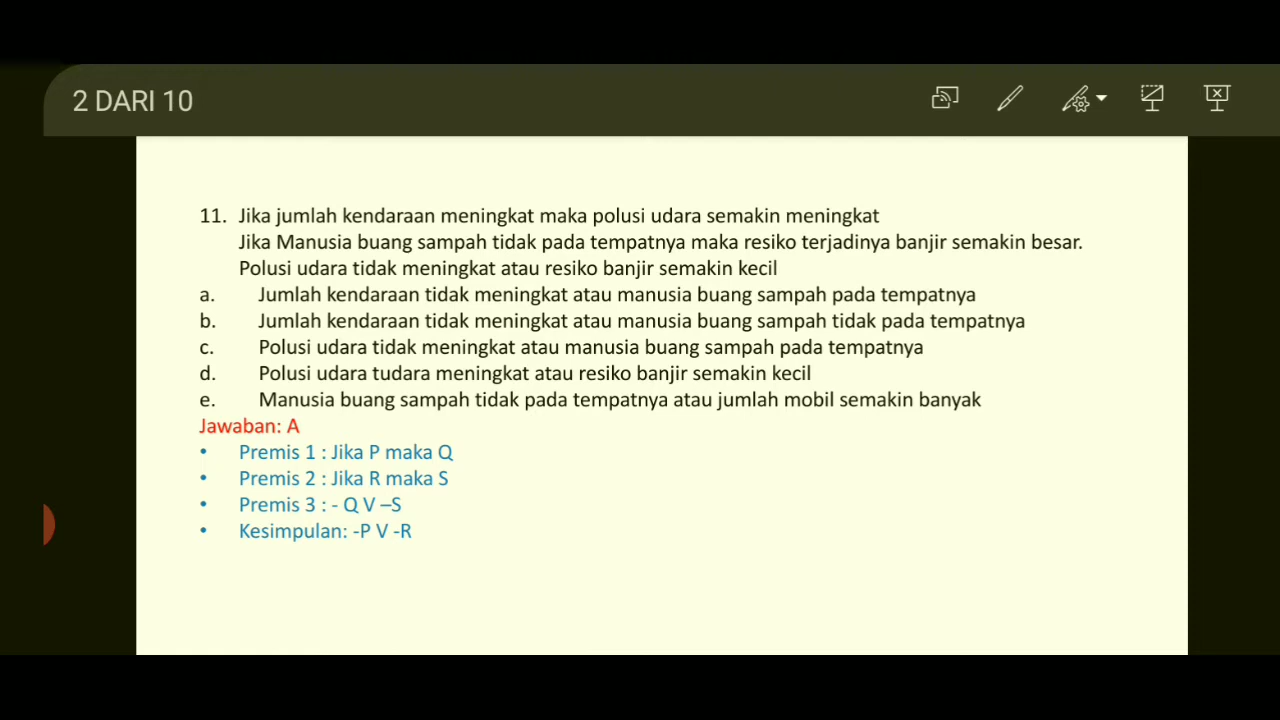 2 DARI 10
11. Jika jumlah kendaraan meningkat maka polusi udara semakin meningkat
Jika Manusia buang sampah tidak pada tempatnya maka resiko terjadinya banjir semakin besar.
Polusi udara tidak meningkat atau resiko banjir semakin kecil
a. Jumlah kendaraan tidak meningkat atau manusia buang sampah pada tempatnya
b. Jumlah kendaraan tidak meningkat atau manusia buang sampah tidak pada tempatnya
c. Polusi udara tidak meningkat atau manusia buang sampah pada tempatnya
d. Polusi udara tudara meningkat atau resiko banjir semakin kecil
e. Manusia buang sampah tidak pada tempatnya atau jumlah mobil semakin banyak
Jawaban: A
• Premis 1 : Jika P maka Q
• Premis 2 : Jika R maka S
• Premis 3 : - Q V –S
• Kesimpulan: -P V -R